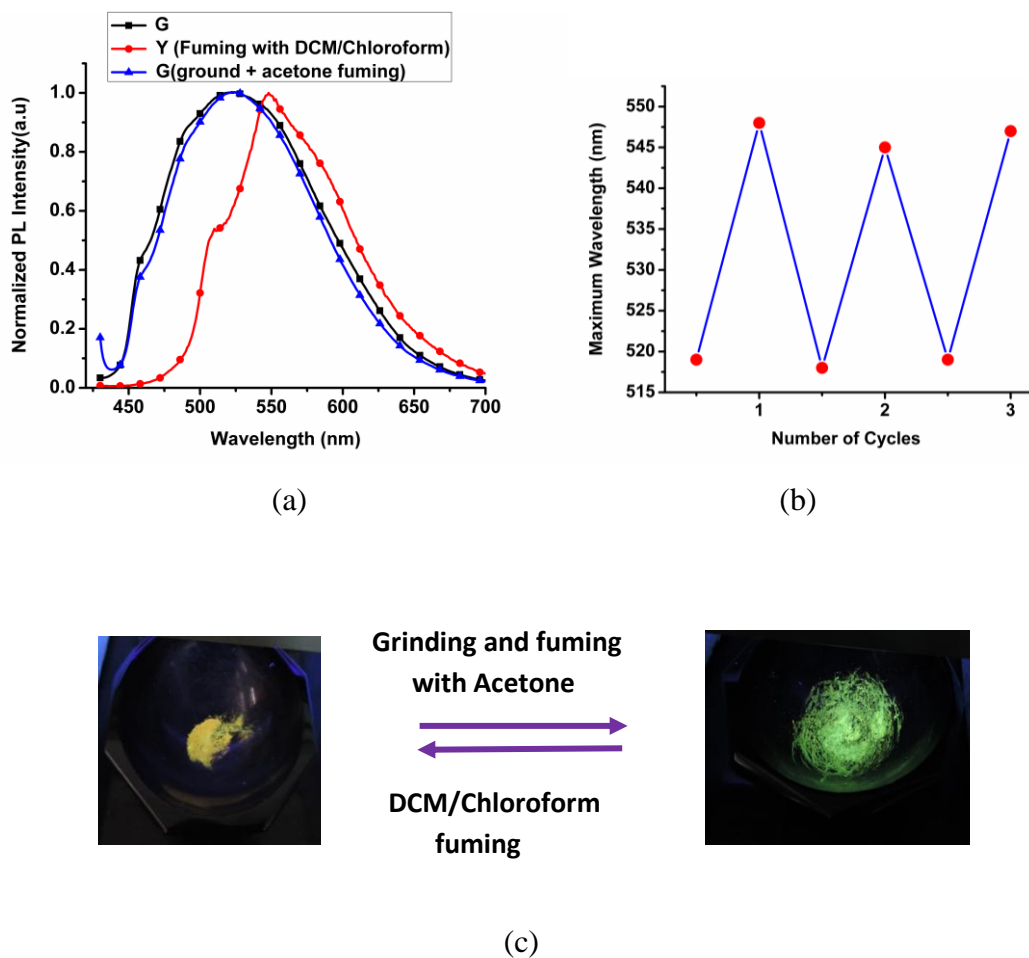 G
Y (Fuming with DCM/Chloroform)
G(ground + acetone fuming)
Normalized PL Intensity(a.u)
1.0
0.8
0.6
0.4
0.2
0.0
450 500 550 600 650 700
Wavelength (nm)
(a)
Maximum Wavelength (nm)
550
545
540
535
530
525
520
515
1 2 3
Number of Cycles
(b)
Grinding and fuming
with Acetone
DCM/Chloroform
fuming
(c)